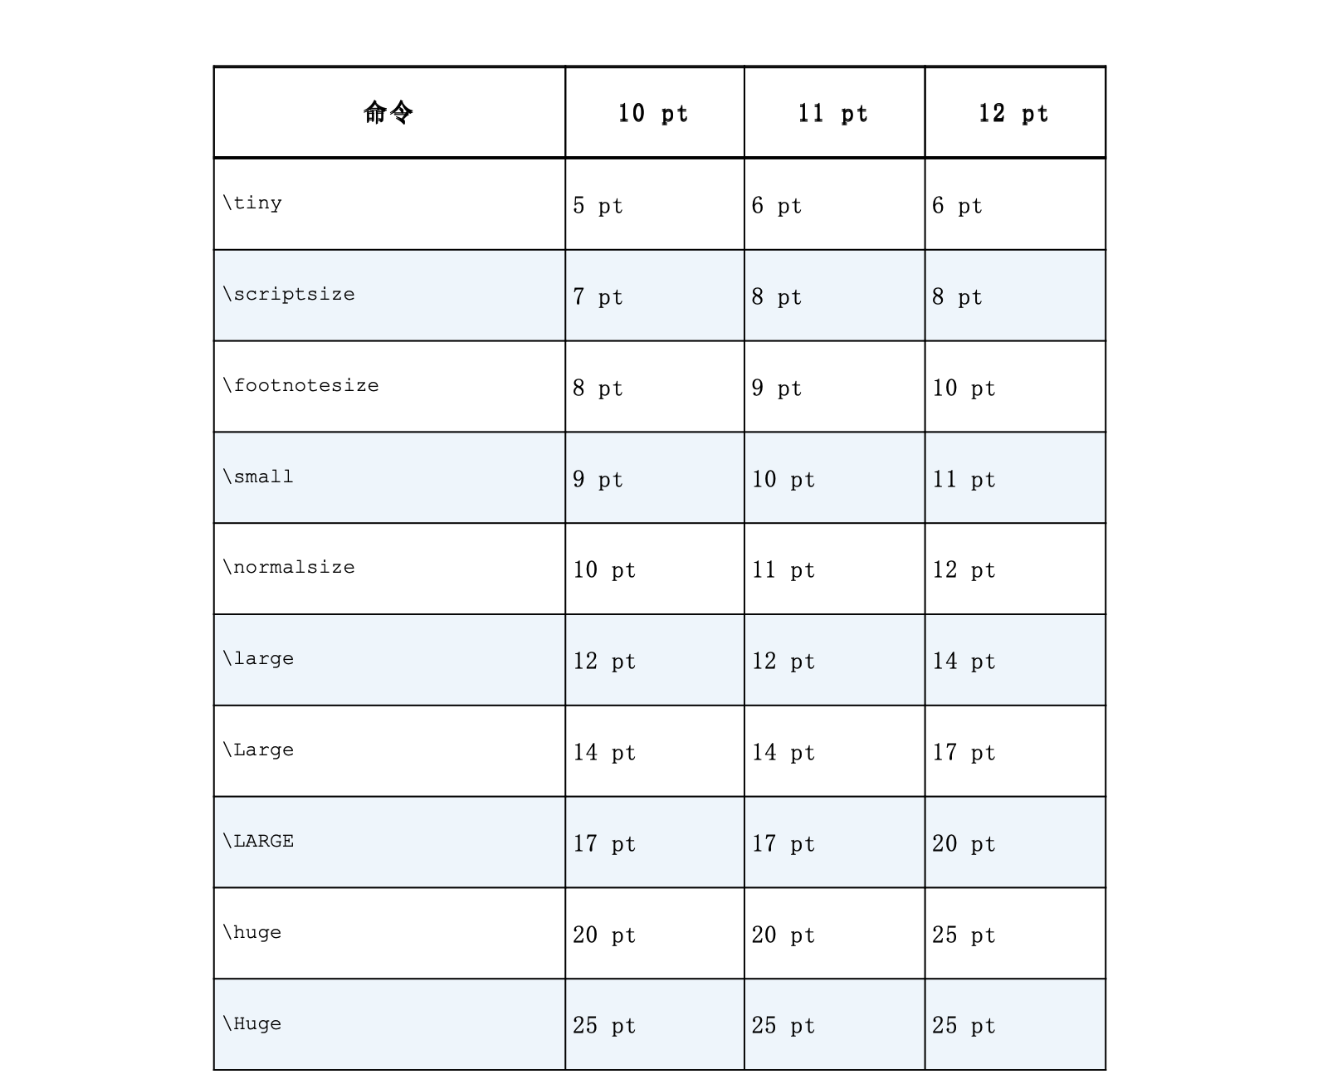 命令 10 pt 11 pt 12 pt
\tiny 5 pt 6 pt 6 pt
\scriptsize 7 pt 8 pt 8 pt
\footnotesize 8 pt 9 pt 10 pt
\small 9 pt 10 pt 11 pt
\normalsize 10 pt 11 pt 12 pt
\large 12 pt 12 pt 14 pt
\Large 14 pt 14 pt 17 pt
\LARGE 17 pt 17 pt 20 pt
\huge 20 pt 20 pt 25 pt
\Huge 25 pt 25 pt 25 pt